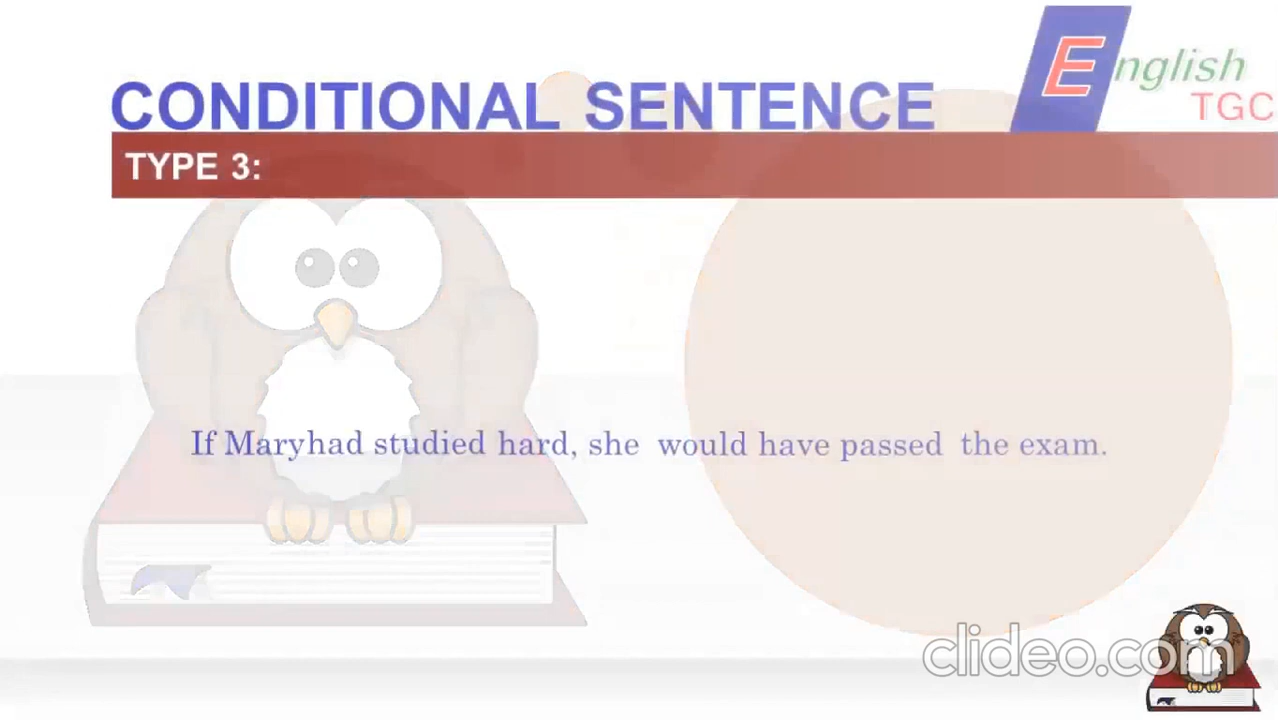 English
TGC
CONDITIONAL SENTENCE
TYPE 3:
If Maryhad studied hard, she would have passed the exam.
clideo.com